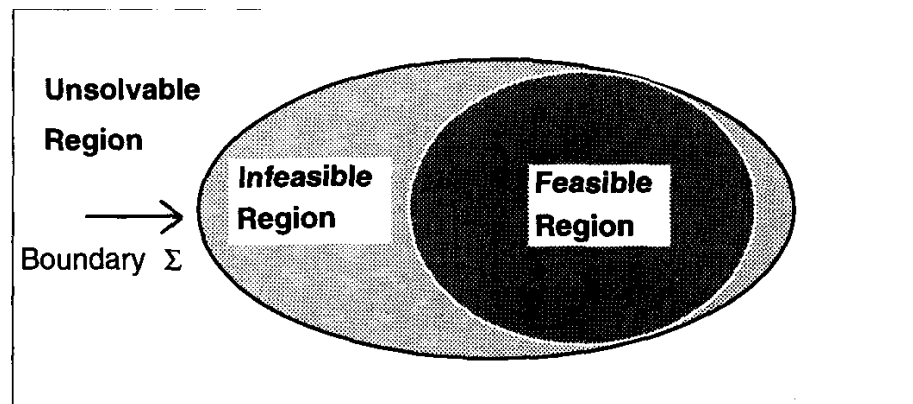 Unsolvable
Region
Infeasible
Region
Feasible
Region
Boundary Σ